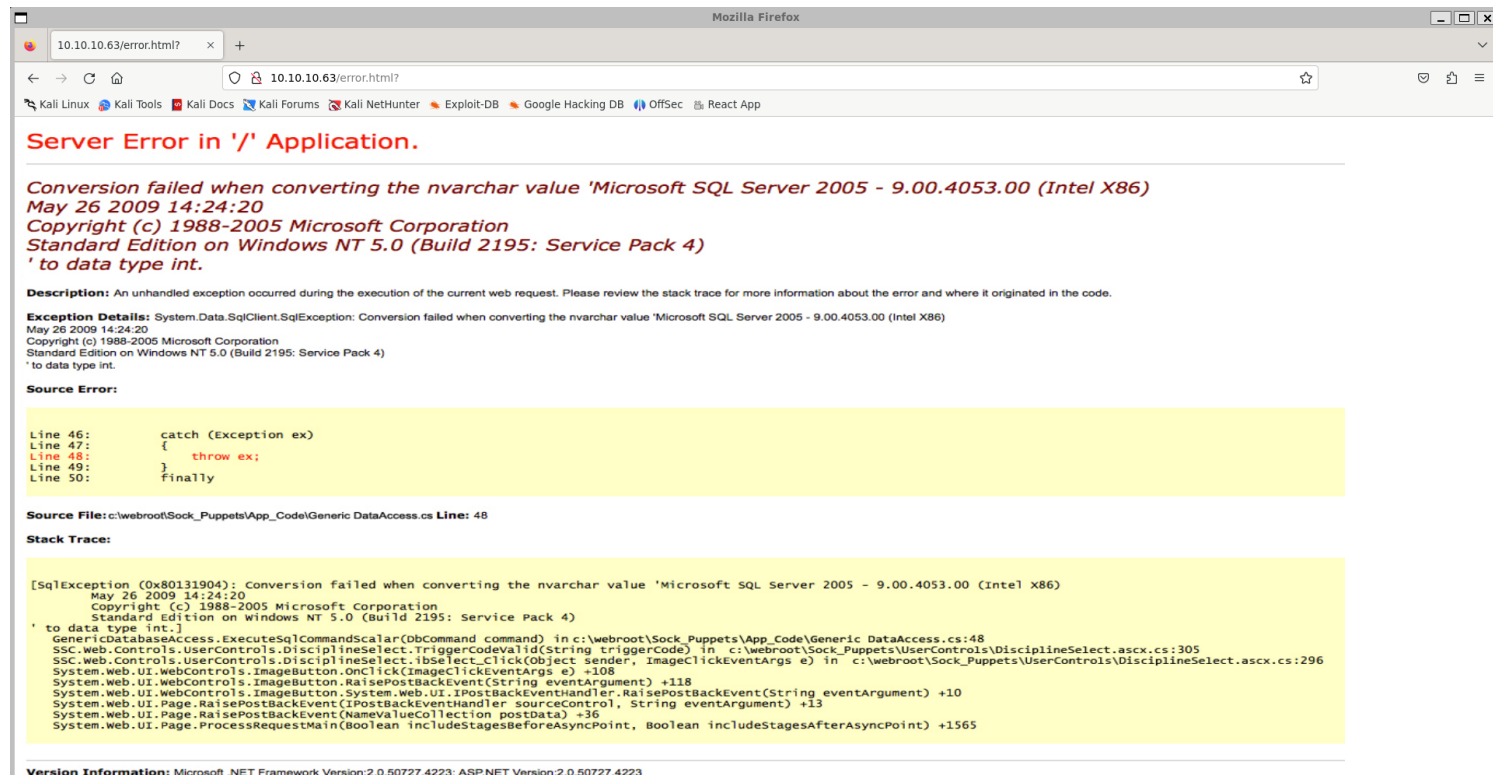 Mozilla Firefox
10.10.10.63/error.html?
10.10.10.63/error.html?
Kali Linux Kali Tools Kali Docs Kali Forums Kali NetHunter Exploit-DB Google Hacking DB OffSec React App
Server Error in '/' Application.
Conversion failed when converting the nvarchar value 'Microsoft SQL Server 2005 - 9.00.4053.00 (Intel X86)
May 26 2009 14:24:20
Copyright (c) 1988-2005 Microsoft Corporation
Standard Edition on Windows NT 5.0 (Build 2195: Service Pack 4)
' to data type int.
Description: An unhandled exception occurred during the execution of the current web request. Please review the stack trace for more information about the error and where it originated in the code.
Exception Details: System.Data.SqlClient.SqlException: Conversion failed when converting the nvarchar value 'Microsoft SQL Server 2005 - 9.00.4053.00 (Intel X86)
May 26 2009 14:24:20
Copyright (c) 1988-2005 Microsoft Corporation
Standard Edition on Windows NT 5.0 (Build 2195: Service Pack 4)
' to data type int.
Source Error:
Line 46: catch (Exception ex)
Line 47: {
Line 48: throw ex;
Line 49: }
Line 50: finally
Source File: c:\webroot\Sock_Puppets\App_Code\Generic DataAccess.cs Line: 48
Stack Trace:
[SqlException (0x80131904): Conversion failed when converting the nvarchar value 'Microsoft SQL Server 2005 - 9.00.4053.00 (Intel X86)
May 26 2009 14:24:20
Copyright (c) 1988-2005 Microsoft Corporation
Standard Edition on Windows NT 5.0 (Build 2195: Service Pack 4)
' to data type int.]
GenericDatabaseAccess.ExecuteSqlCommandScalar(DbCommand command) in c:\webroot\Sock_Puppets\App_Code\Generic DataAccess.cs:48
SSC.Web.Controls.UserControls.DisciplineSelect.TriggerCodeValid(String triggerCode) in c:\webroot\Sock_Puppets\UserControls\DisciplineSelect.ascx.cs:305
SSC.Web.Controls.UserControls.DisciplineSelect.ibSelect_Click(Object sender, ImageClickEventArgs e) in c:\webroot\Sock_Puppets\UserControls\DisciplineSelect.ascx.cs:296
System.Web.UI.WebControls.ImageButton.OnClick(ImageClickEventArgs e) +108
System.Web.UI.WebControls.ImageButton.RaisePostBackEvent(String eventArgument) +118
System.Web.UI.WebControls.ImageButton.System.Web.UI.IPostBackEventHandler.RaisePostBackEvent(String eventArgument) +10
System.Web.UI.Page.RaisePostBackEvent(IPostBackEventHandler sourceControl, String eventArgument) +13
System.Web.UI.Page.RaisePostBackEvent(NameValueCollection postData) +36
System.Web.UI.Page.ProcessRequestMain(Boolean includeStagesBeforeAsyncPoint, Boolean includeStagesAfterAsyncPoint) +1565
Version Information: Microsoft .NET Framework Version:2.0.50727.4223; ASP.NET Version:2.0.50727.4223